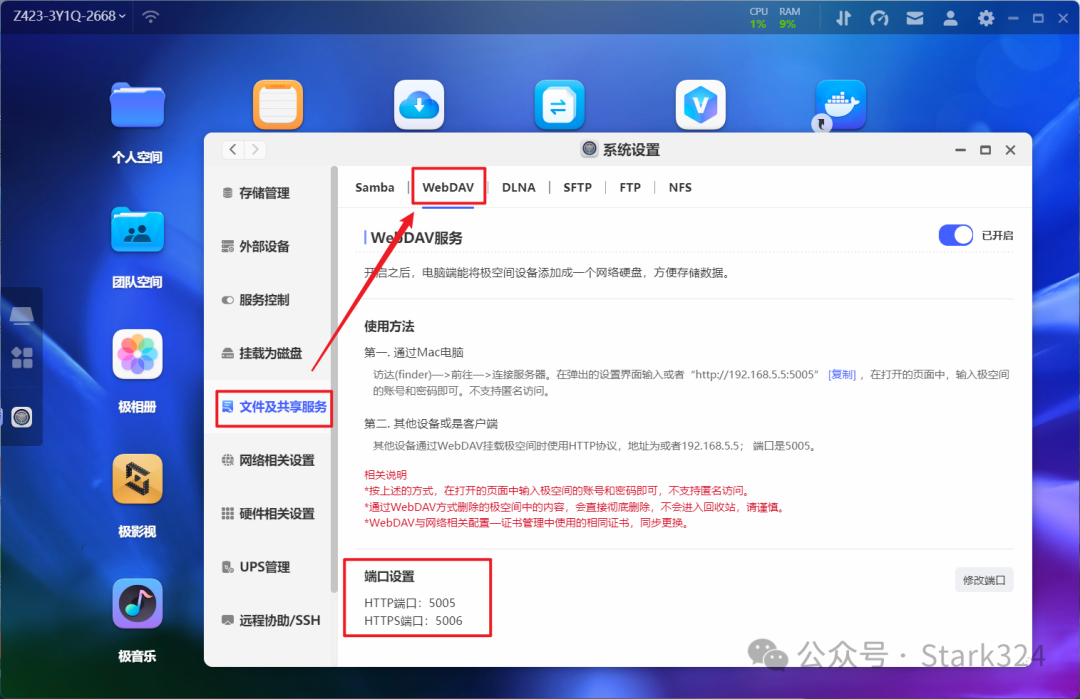 Z423-3Y1Q-2668
CPU RAM
1% 9%
个人空间
团队空间
极相册
极影视
极音乐
系统设置
存储管理
外部设备
服务控制
挂载为磁盘
文件及共享服务
网络相关设置
硬件相关设置
UPS管理
远程协助/SSH
Samba | WebDAV | DLNA | SFTP | FTP | NFS
WebDAV服务
已开启
开启之后，电脑端能将极空间设备添加成一个网络硬盘，方便存储数据。
使用方法
第一. 通过Mac电脑
访达(finder)—>前往—>连接服务器。在弹出的设置界面输入或者“http://192.168.5.5:5005” [复制] ，在打开的页面中，输入极空间
的账号和密码即可。不支持匿名访问。
第二. 其他设备或是客户端
其他设备通过WebDAV挂载极空间时使用HTTP协议，地址为或者192.168.5.5； 端口是5005。
相关说明
*按上述的方式，在打开的页面中输入极空间的账号和密码即可，不支持匿名访问。
*通过WebDAV方式删除的极空间中的内容，会直接彻底删除，不会进入回收站，请谨慎。
*WebDAV与网络相关配置—证书管理中使用的相同证书，同步更换。
端口设置
修改端口
HTTP端口：5005
HTTPS端口：5006
公众号 · Stark324